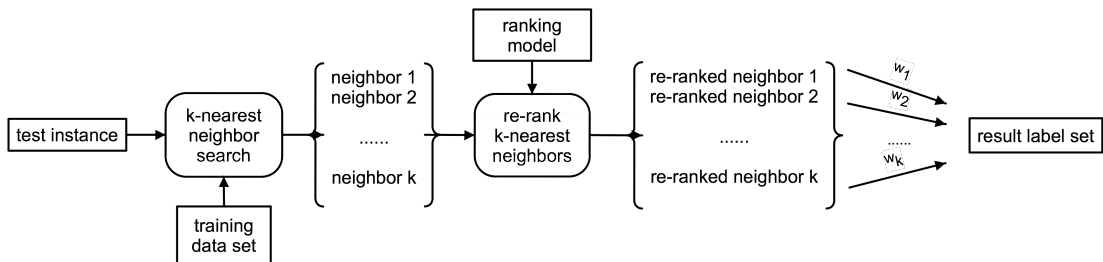 test instance
k-nearest
neighbor
search
training
data set
neighbor 1
neighbor 2
......
neighbor k
ranking
model
re-rank
k-nearest
neighbors
re-ranked neighbor 1
re-ranked neighbor 2
......
re-ranked neighbor k
w1
w2
......
wk
result label set